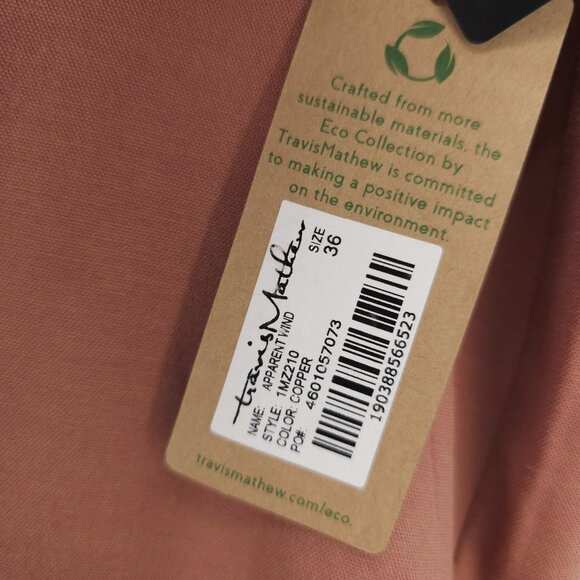 Crafted from more
sustainable materials, the
Eco Collection by
TravisMathew is committed
to making a positive impact
on the environment.
travisMathew
SIZE
36
NAME: APPARENT WIND
STYLE: 1MZ210
COLOR: COPPER
PO#: 4601057073
190388566523
travismathew.com/eco.